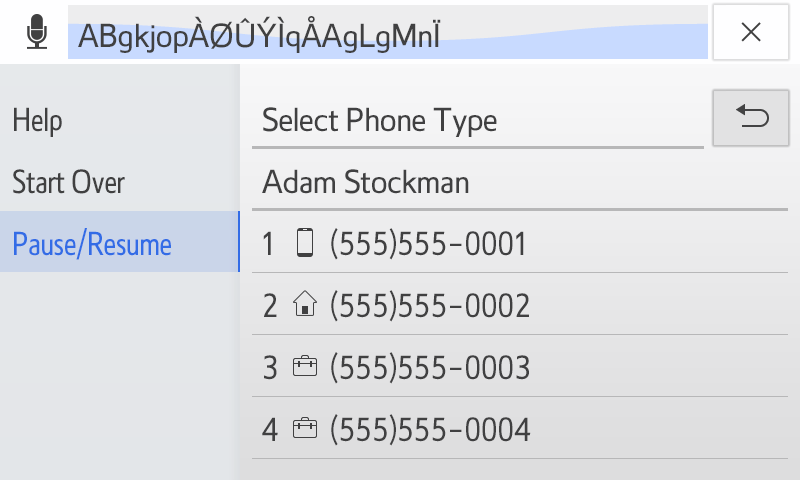 ABgkjopÀØÛÝÌqÅAgLgMnÏ
Help
Start Over
Pause/Resume
Select Phone Type
Adam Stockman
1 (555)555-0001
2 (555)555-0002
3 (555)555-0003
4 (555)555-0004